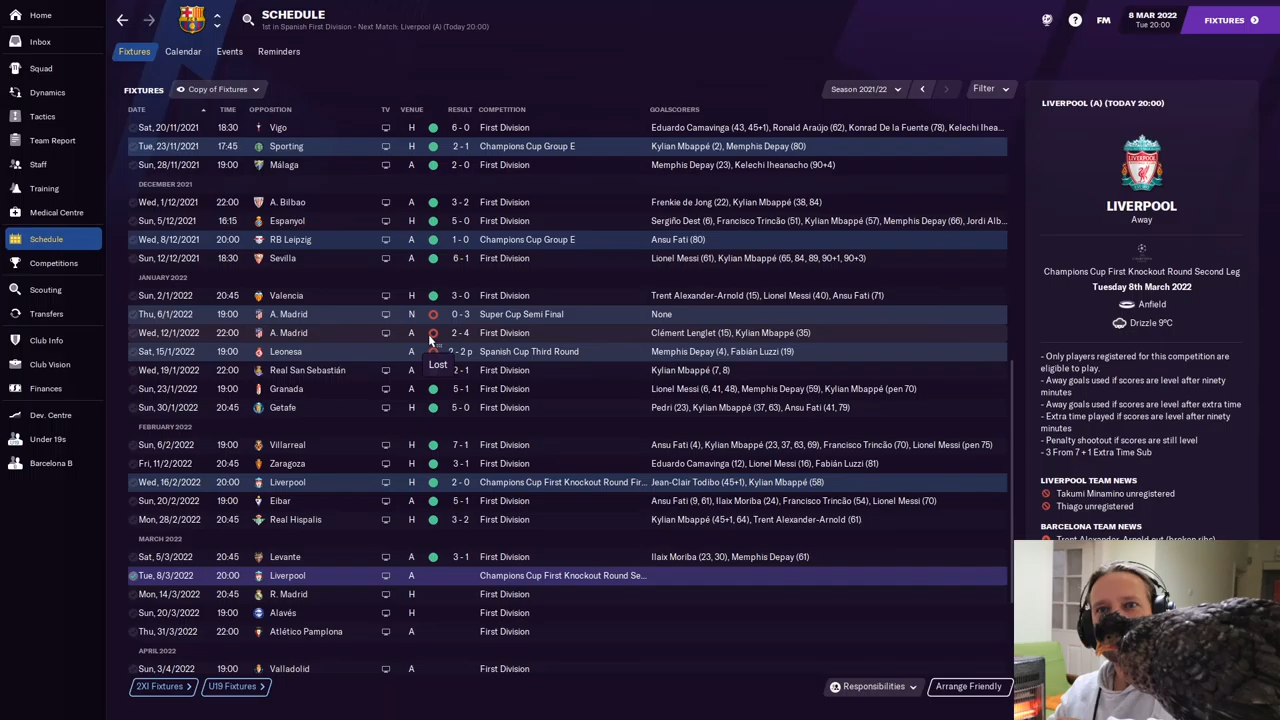 Home
Inbox
Squad
Dynamics
Tactics
Team Report
Staff
Training
Medical Centre
Schedule
Competitions
Scouting
Transfers
Club Info
Club Vision
Finances
Dev. Centre
Under 19s
Barcelona B
SCHEDULE
1st in Spanish First Division - Next Match: Liverpool (A) (Today 20:00)
FM
8 MAR 2022
Tue 20:00
FIXTURES
Fixtures Calendar Events Reminders
FIXTURES Copy of Fixtures Season 2021/22 Filter
DATE TIME OPPOSITION TV VENUE RESULT COMPETITION GOALSCORERS
Sat, 20/11/2021 18:30 Vigo H 6 - 0 First Division Eduardo Camavinga (43, 45+1), Ronald Araújo (62), Konrad De la Fuente (78), Kelechi Ihea...
Tue, 23/11/2021 17:45 Sporting H 2 - 1 Champions Cup Group E Kylian Mbappé (2), Memphis Depay (80)
Sun, 28/11/2021 19:00 Málaga A 2 - 0 First Division Memphis Depay (23), Kelechi Iheanacho (90+4)
DECEMBER 2021
Wed, 1/12/2021 22:00 A. Bilbao A 3 - 2 First Division Frenkie de Jong (22), Kylian Mbappé (38, 84)
Sun, 5/12/2021 16:15 Espanyol H 5 - 0 First Division Sergiño Dest (6), Francisco Trincão (51), Kylian Mbappé (57), Memphis Depay (66), Jordi Alb...
Wed, 8/12/2021 20:00 RB Leipzig A 1 - 0 Champions Cup Group E Ansu Fati (80)
Sun, 12/12/2021 18:30 Sevilla A 6 - 1 First Division Lionel Messi (61), Kylian Mbappé (65, 84, 89, 90+1, 90+3)
JANUARY 2022
Sun, 2/1/2022 20:45 Valencia H 3 - 0 First Division Trent Alexander-Arnold (15), Lionel Messi (40), Ansu Fati (71)
Thu, 6/1/2022 19:00 A. Madrid N 0 - 3 Super Cup Semi Final None
Wed, 12/1/2022 22:00 A. Madrid A 2 - 4 First Division Clément Lenglet (15), Kylian Mbappé (35)
Sat, 15/1/2022 19:00 Leonesa A 2 - 2 p Spanish Cup Third Round Memphis Depay (4), Fabián Luzzi (19)
Lost
Wed, 19/1/2022 22:00 Real San Sebastián A 2 - 1 First Division Kylian Mbappé (7, 8)
Sun, 23/1/2022 19:00 Granada A 5 - 1 First Division Lionel Messi (6, 41, 48), Memphis Depay (59), Kylian Mbappé (pen 70)
Sun, 30/1/2022 20:45 Getafe H 5 - 0 First Division Pedri (23), Kylian Mbappé (37, 63), Ansu Fati (41, 79)
FEBRUARY 2022
Sun, 6/2/2022 19:00 Villarreal H 7 - 1 First Division Ansu Fati (4), Kylian Mbappé (23, 37, 63, 69), Francisco Trincão (70), Lionel Messi (pen 75)
Fri, 11/2/2022 20:45 Zaragoza H 3 - 1 First Division Eduardo Camavinga (12), Lionel Messi (16), Fabián Luzzi (81)
Wed, 16/2/2022 20:00 Liverpool H 2 - 0 Champions Cup First Knockout Round Fir... Jean-Clair Todibo (45+1), Kylian Mbappé (58)
Sun, 20/2/2022 19:00 Eibar A 5 - 1 First Division Ansu Fati (9, 61), Ilaix Moriba (24), Francisco Trincão (54), Lionel Messi (70)
Mon, 28/2/2022 20:45 Real Hispalis H 3 - 2 First Division Kylian Mbappé (45+1, 64), Trent Alexander-Arnold (61)
MARCH 2022
Sat, 5/3/2022 20:45 Levante A 3 - 1 First Division Ilaix Moriba (23, 30), Memphis Depay (61)
Tue, 8/3/2022 20:00 Liverpool A Champions Cup First Knockout Round Se...
Mon, 14/3/2022 20:45 R. Madrid H First Division
Sun, 20/3/2022 19:00 Alavés H First Division
Thu, 31/3/2022 22:00 Atlético Pamplona A First Division
APRIL 2022
Sun, 3/4/2022 19:00 Valladolid A First Division
2XI Fixtures U19 Fixtures Responsibilities Arrange Friendly
LIVERPOOL (A) (TODAY 20:00)
LIVERPOOL
Away
Champions Cup First Knockout Round Second Leg
Tuesday 8th March 2022
Anfield
Drizzle 9ºC
- Only players registered for this competition are
eligible to play.
- Away goals used if scores are level after ninety
minutes
- Away goals used if scores are level after extra time
- Extra time played if scores are level after ninety
minutes
- Penalty shootout if scores are still level
- 3 From 7 + 1 Extra Time Sub
LIVERPOOL TEAM NEWS
Takumi Minamino unregistered
Thiago unregistered
BARCELONA TEAM NEWS
Trent Alexander-Arnold out (broken ribs)